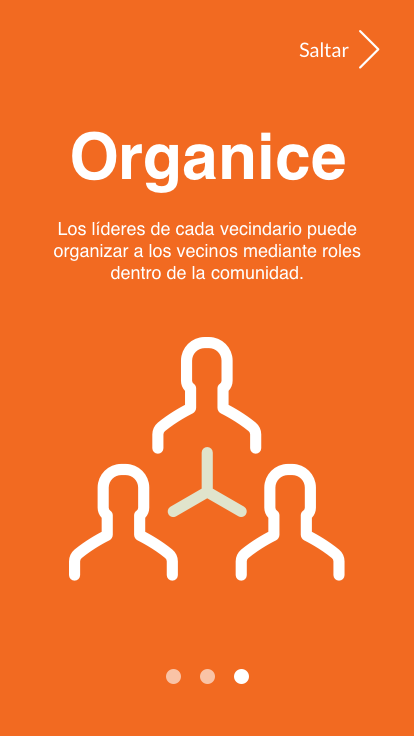 Saltar
Organice
Los líderes de cada vecindario puede
organizar a los vecinos mediante roles
dentro de la comunidad.